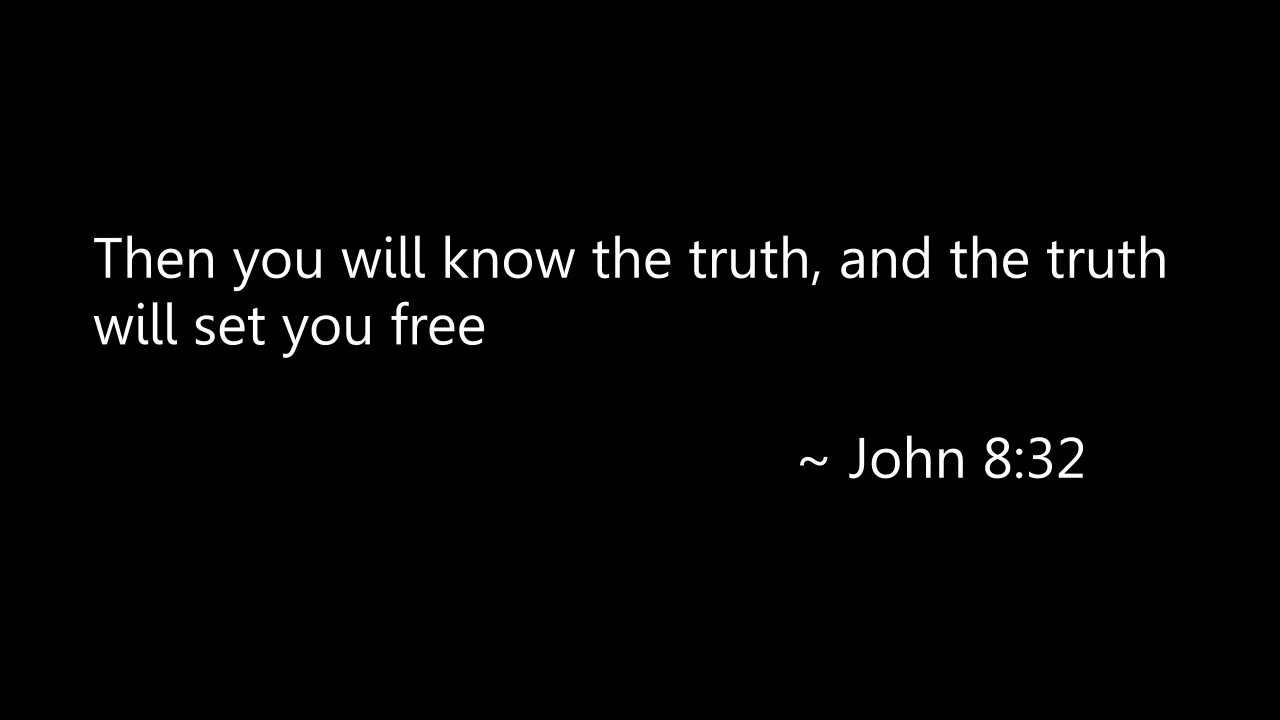 Then you will know the truth, and the truth
will set you free
~ John 8:32